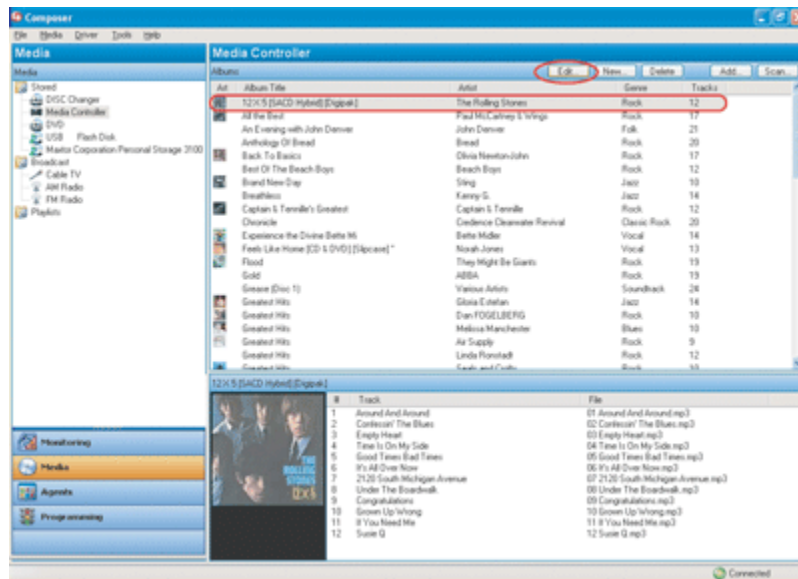 Composer
File Media Driver Tools Help
Media
Media
Stored
DISC Changer
Media Controller
DVD
USB Flash Disk
Maxtor Corporation Personal Storage 3100
Broadcast
Cable TV
AM Radio
FM Radio
Playlists
Monitoring
Media
Agents
Programming
Media Controller
Albums Edit... New... Delete Add... Scan...
Art Album Title Artist Genre Tracks
12 X 5 [SACD Hybrid] [Digipak] The Rolling Stones Rock 12
All the Best Paul McCartney & Wings Rock 17
An Evening with John Denver John Denver Folk 21
Anthology Of Bread Bread Rock 20
Back To Basics Olivia Newton-John Rock 17
Best Of The Beach Boys Beach Boys Rock 12
Brand New Day Sting Jazz 10
Breathless Kenny G. Jazz 14
Captain & Tennille's Greatest Captain & Tennille Rock 12
Chronicle Credence Clearwater Revival Classic Rock 20
Experience the Divine Bette Mi Bette Midler Vocal 14
Feels Like Home [CD & DVD] [Slipcase] * Norah Jones Vocal 13
Flood They Might Be Giants Rock 19
Gold ABBA Rock 19
Grease (Disc 1) Various Artists Soundtrack 24
Greatest Hits Gloria Estefan Jazz 14
Greatest Hits Dan FOGELBERG Rock 10
Greatest Hits Melissa Manchester Blues 10
Greatest Hits Air Supply Rock 9
Greatest Hits Linda Ronstadt Rock 12
Greatest Hits Seals and Crofts Rock 10
12 X 5 [SACD Hybrid] [Digipak]
THE
ROLLING
STONES
12 X 5
# Track File
1 Around And Around 01 Around And Around.mp3
2 Confessin' The Blues 02 Confessin' The Blues.mp3
3 Empty Heart 03 Empty Heart.mp3
4 Time Is On My Side 04 Time Is On My Side.mp3
5 Good Times Bad Times 05 Good Times Bad Times.mp3
6 It's All Over Now 06 It's All Over Now.mp3
7 2120 South Michigan Avenue 07 2120 South Michigan Avenue.mp3
8 Under The Boardwalk 08 Under The Boardwalk.mp3
9 Congratulations 09 Congratulations.mp3
10 Grown Up Wrong 10 Grown Up Wrong.mp3
11 If You Need Me 11 If You Need Me.mp3
12 Susie Q 12 Susie Q.mp3
Connected